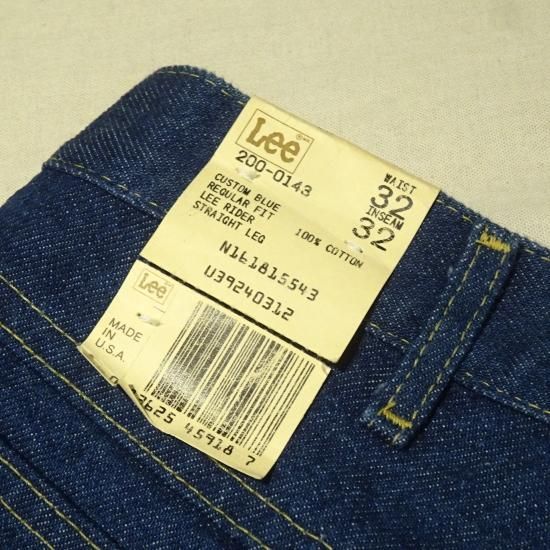 Lee
200-0143
WAIST
32
INSEAM
32
CUSTOM BLUE
REGULAR FIT
LEE RIDER
STRAIGHT LEG
100% COTTON
N161815543
U39240312
Lee
MADE
IN
U.S.A.
45918 7